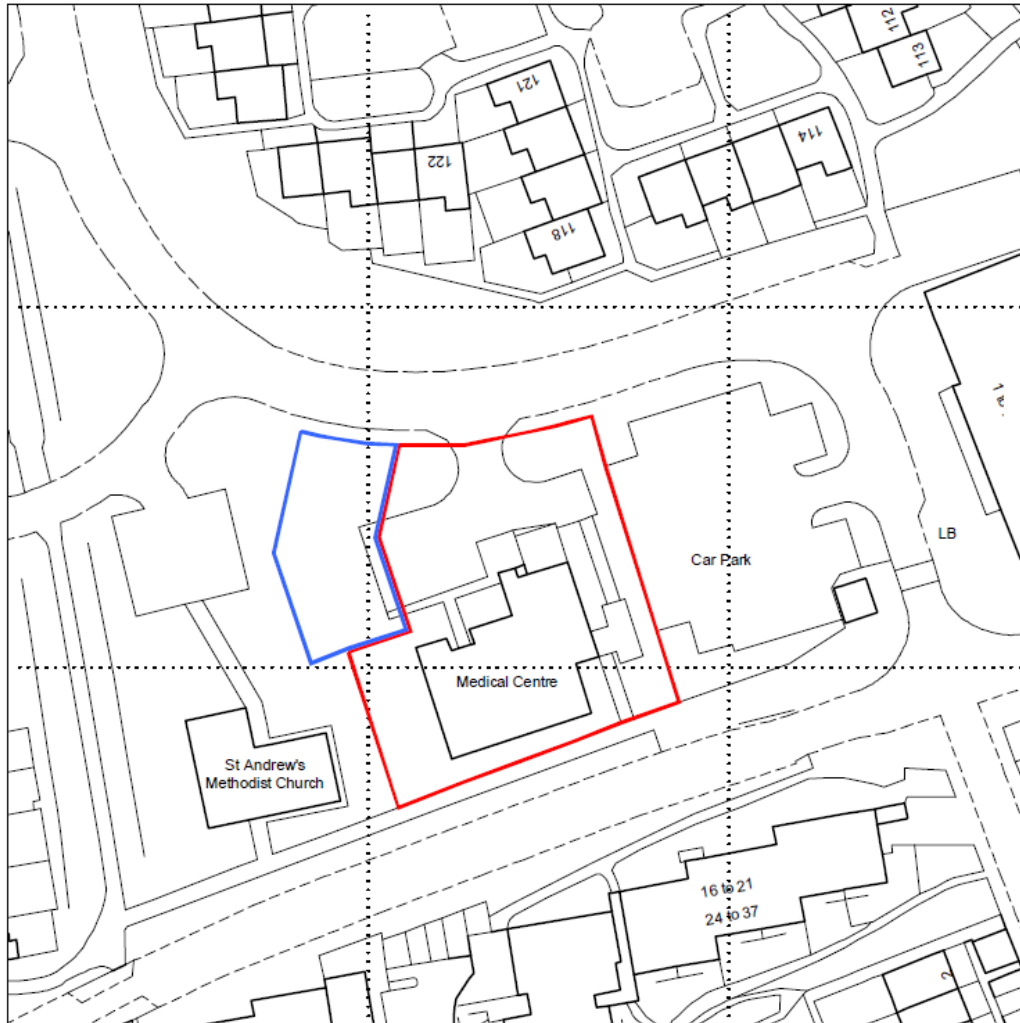 112
113
121
114
122
118
LB
Car Park
Medical Centre
St Andrew's
Methodist Church
16 to 21
24 to 37
2